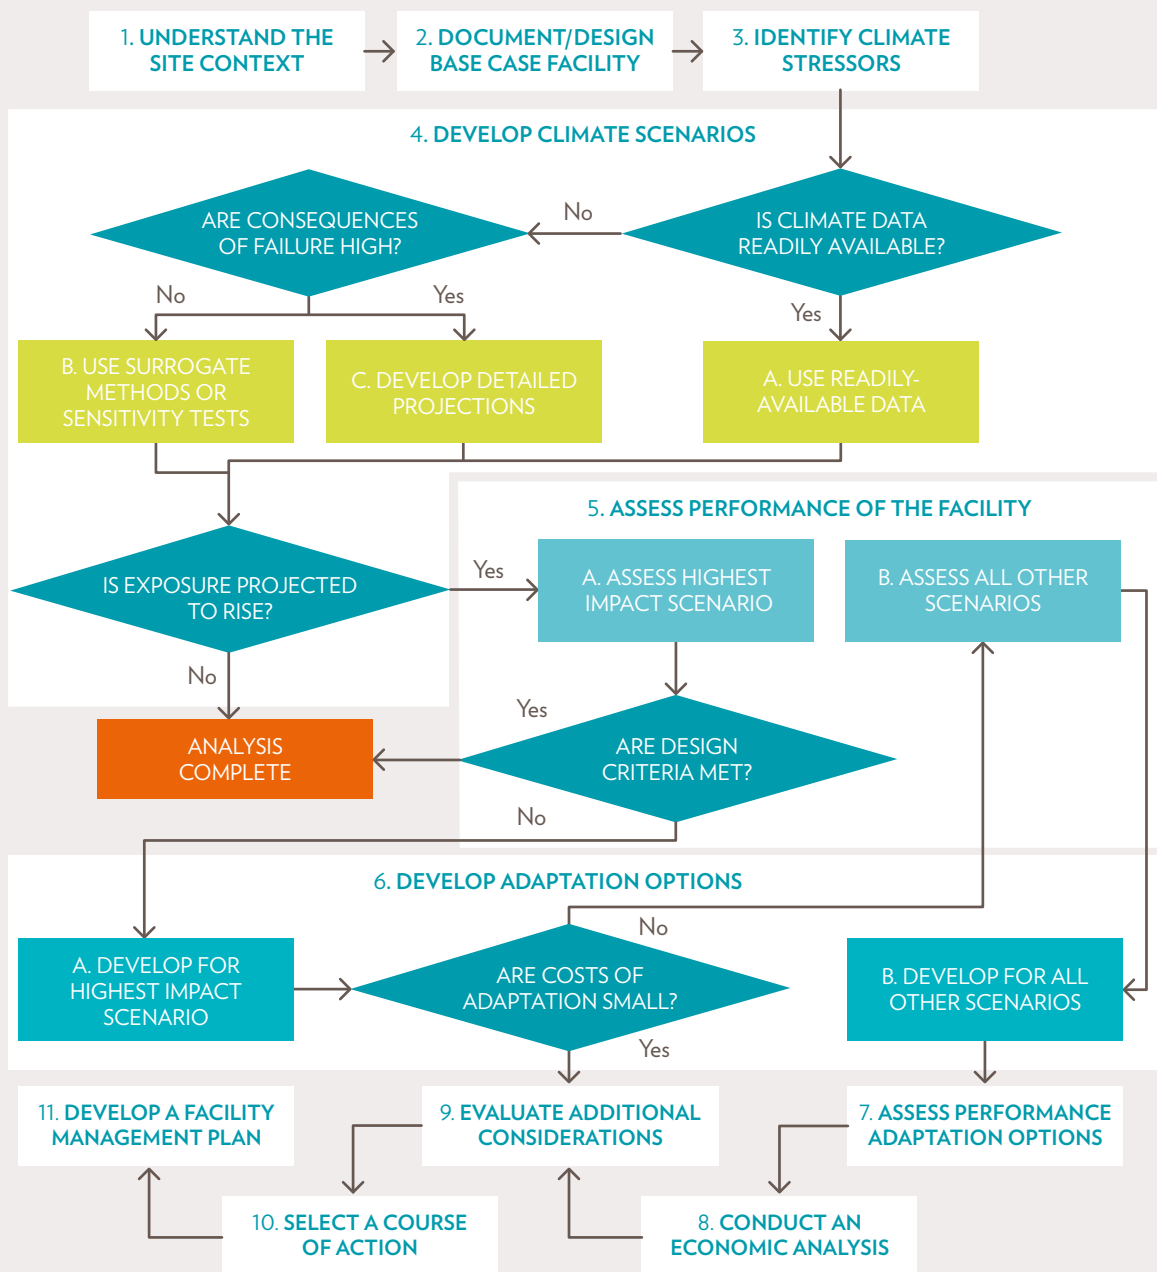 1. UNDERSTAND THE
SITE CONTEXT
2. DOCUMENT/DESIGN
BASE CASE FACILITY
3. IDENTIFY CLIMATE
STRESSORS
4. DEVELOP CLIMATE SCENARIOS
ARE CONSEQUENCES
OF FAILURE HIGH?
No
IS CLIMATE DATA
READILY AVAILABLE?
No
Yes
Yes
B. USE SURROGATE
METHODS OR
SENSITIVITY TESTS
C. DEVELOP DETAILED
PROJECTIONS
A. USE READILY-
AVAILABLE DATA
5. ASSESS PERFORMANCE OF THE FACILITY
IS EXPOSURE PROJECTED
TO RISE?
Yes
A. ASSESS HIGHEST
IMPACT SCENARIO
B. ASSESS ALL OTHER
SCENARIOS
No
Yes
ANALYSIS
COMPLETE
ARE DESIGN
CRITERIA MET?
No
6. DEVELOP ADAPTATION OPTIONS
No
A. DEVELOP FOR
HIGHEST IMPACT
SCENARIO
ARE COSTS OF
ADAPTATION SMALL?
B. DEVELOP FOR ALL
OTHER SCENARIOS
Yes
11. DEVELOP A FACILITY
MANAGEMENT PLAN
9. EVALUATE ADDITIONAL
CONSIDERATIONS
7. ASSESS PERFORMANCE
ADAPTATION OPTIONS
10. SELECT A COURSE
OF ACTION
8. CONDUCT AN
ECONOMIC ANALYSIS